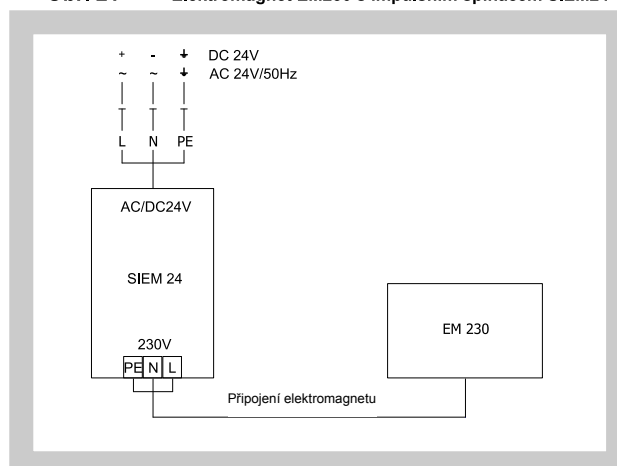 + - ⏚ DC 24V
~ ~ ⏚ AC 24V/50Hz
L N PE
AC/DC24V
SIEM 24
230V
PE N L
EM 230
Připojení elektromagnetu